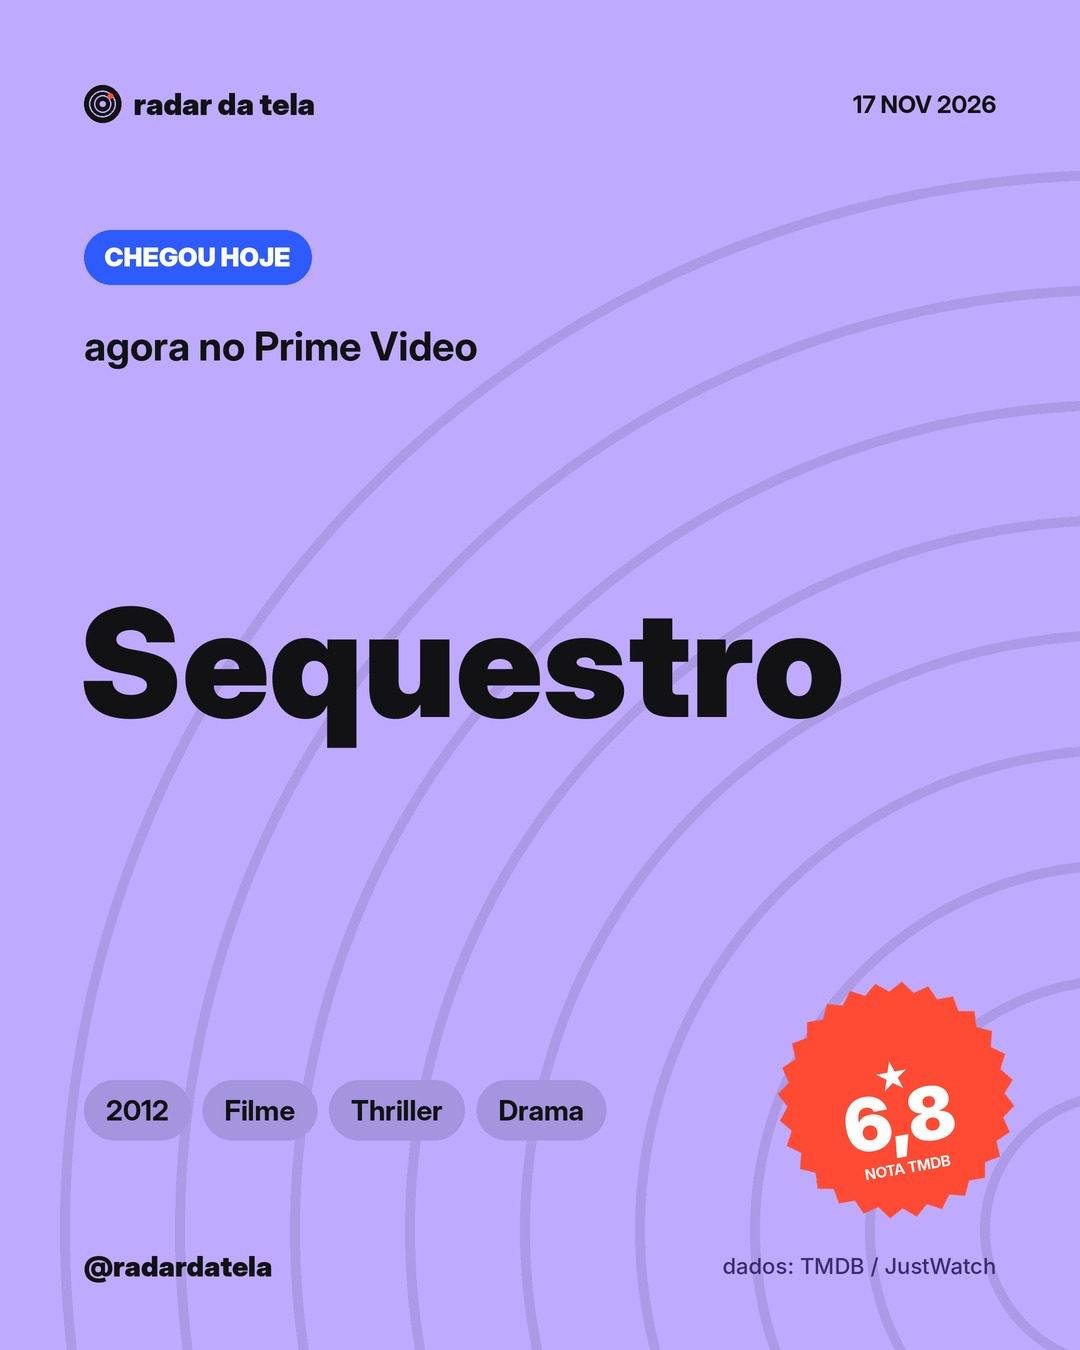 radar da tela
17 NOV 2026
CHEGOU HOJE
agora no Prime Video
Sequestro
2012
Filme
Thriller
Drama
★
6,8
NOTA TMDB
@radardatela
dados: TMDB / JustWatch